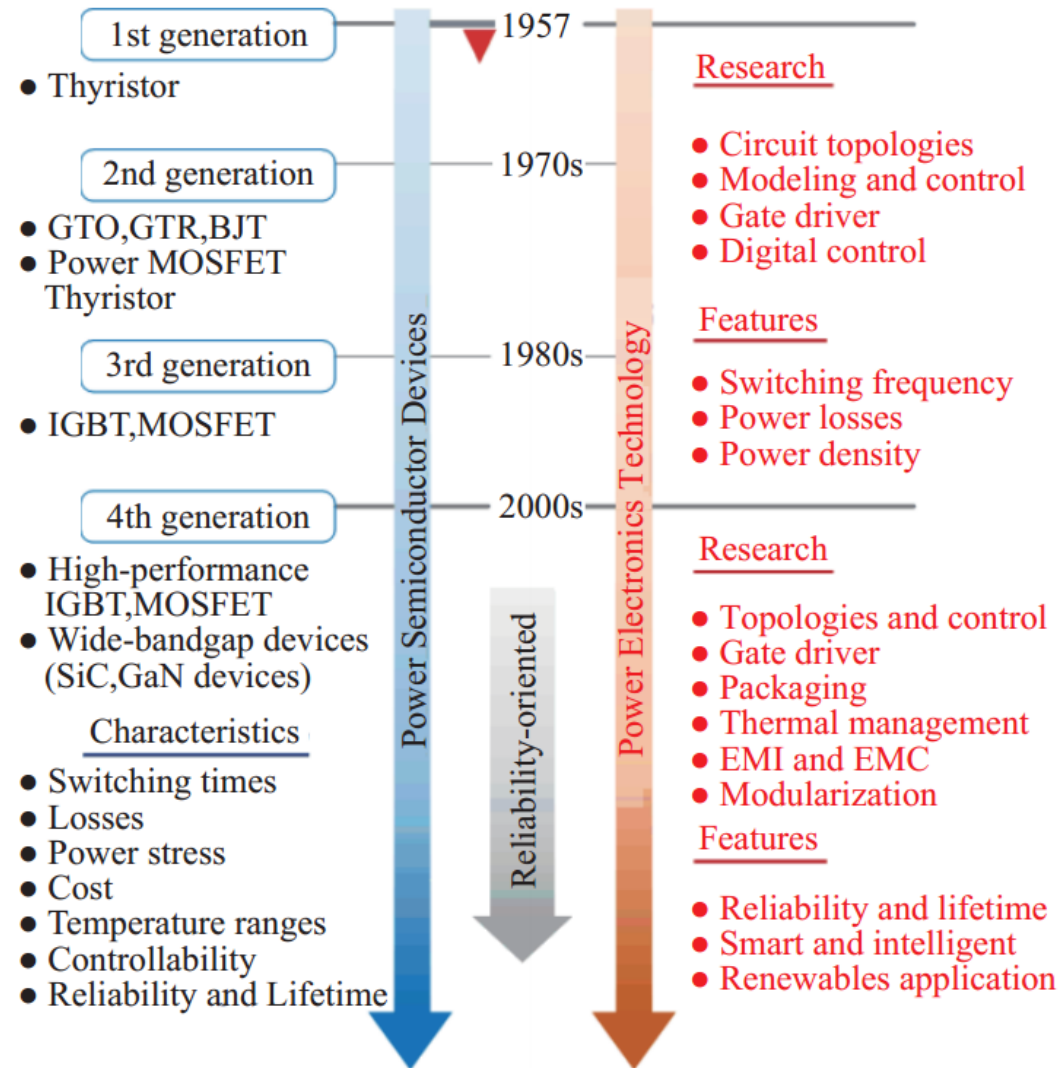 1st generation
● Thyristor
2nd generation
● GTO,GTR,BJT
● Power MOSFET
Thyristor
3rd generation
● IGBT,MOSFET
4th generation
● High-performance
IGBT,MOSFET
● Wide-bandgap devices
(SiC,GaN devices)
Characteristics
● Switching times
● Losses
● Power stress
● Cost
● Temperature ranges
● Controllability
● Reliability and Lifetime
Power Semiconductor Devices
1957
1970s
1980s
2000s
Reliability-oriented
Power Electronics Technology
Research
● Circuit topologies
● Modeling and control
● Gate driver
● Digital control
Features
● Switching frequency
● Power losses
● Power density
Research
● Topologies and control
● Gate driver
● Packaging
● Thermal management
● EMI and EMC
● Modularization
Features
● Reliability and lifetime
● Smart and intelligent
● Renewables application